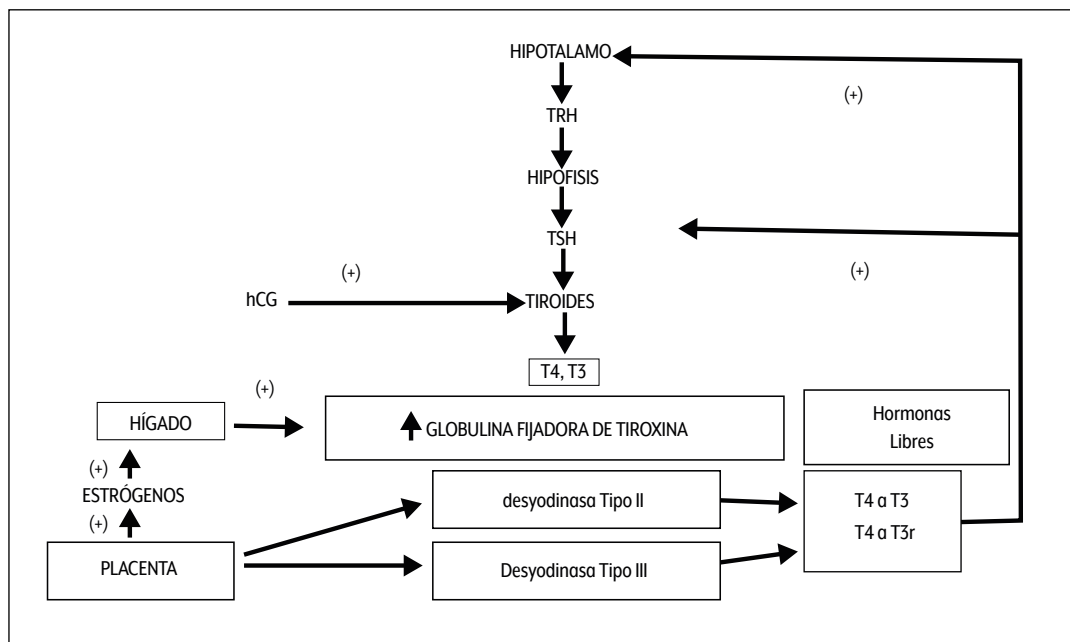 HIPOTALAMO
(+)
TRH
HIPOFISIS
TSH
(+)
(+)
hCG
TIROIDES
T4, T3
(+)
HÍGADO
GLOBULINA FIJADORA DE TIROXINA
Hormonas
Libres
(+)
ESTRÓGENOS
(+)
desyodinasa Tipo II
T4 a T3
T4 a T3r
PLACENTA
Desyodinasa Tipo III